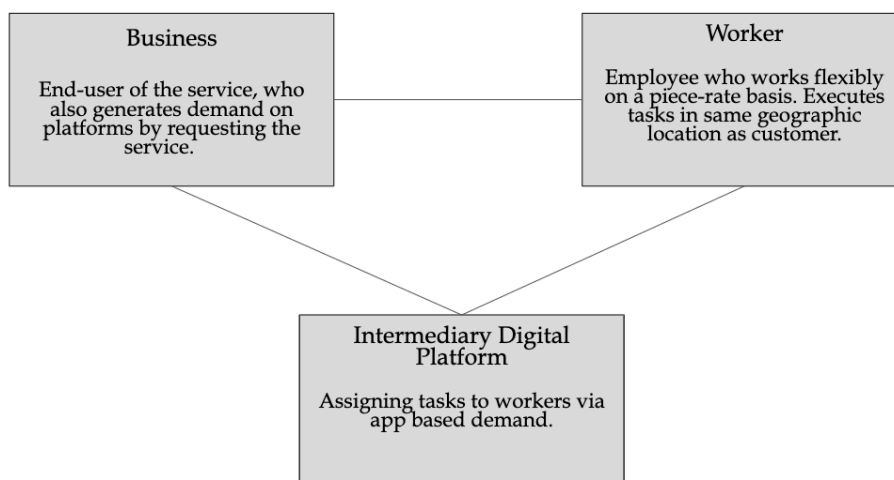 Business
End-user of the service, who
also generates demand on
platforms by requesting the
service.
Worker
Employee who works flexibly
on a piece-rate basis. Executes
tasks in same geographic
location as customer.
Intermediary Digital
Platform
Assigning tasks to workers via
app based demand.